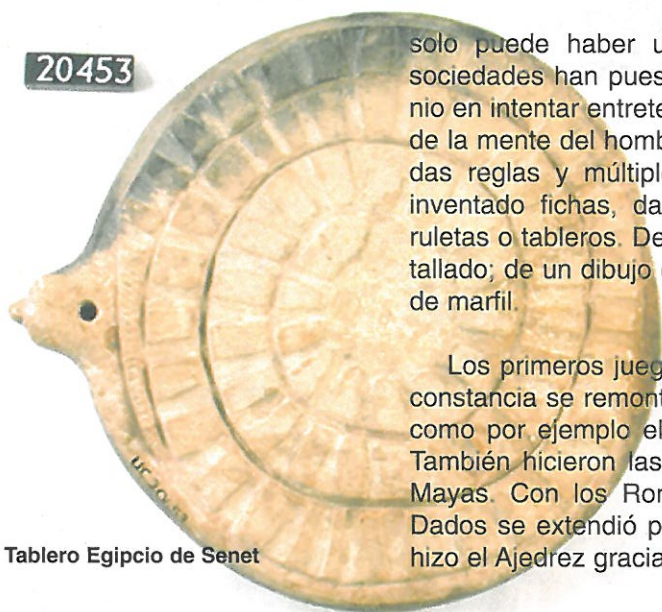 20453
UC 20453
Tablero Egipcio de Senet
solo puede haber u
sociedades han pues
nio en intentar entrete
de la mente del homb
das reglas y múltipl
inventado fichas, da
ruletas o tableros. De
tallado; de un dibujo
de marfil.
Los primeros jueg
constancia se remont
como por ejemplo el
También hicieron las
Mayas. Con los Ror
Dados se extendió p
hizo el Ajedrez gracia